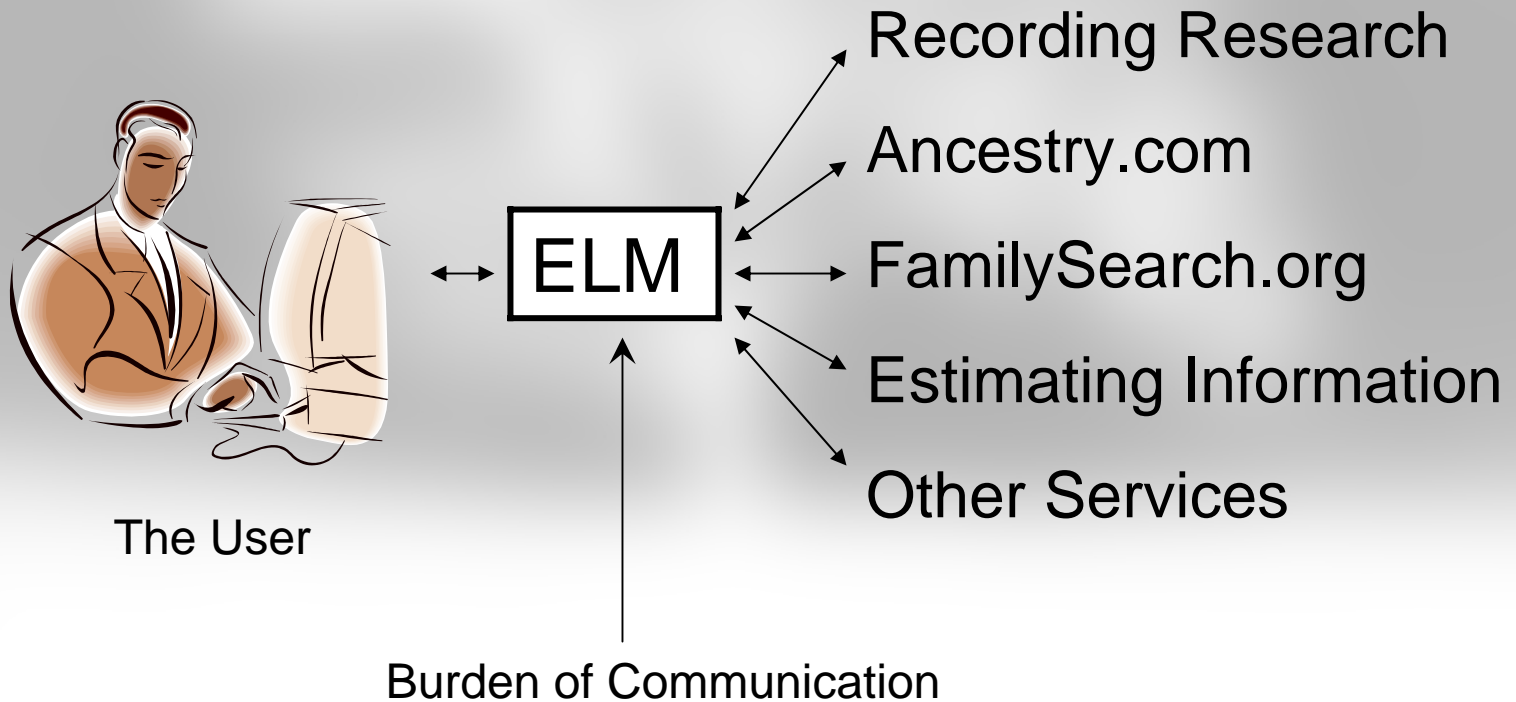 Recording Research
Ancestry.com
ELM
FamilySearch.org
Estimating Information
Other Services
The User
Burden of Communication